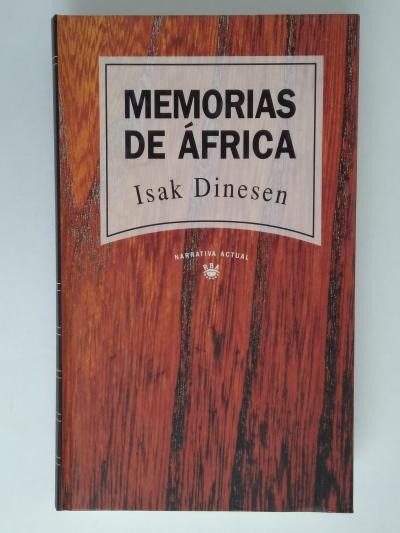 MEMORIAS
DE ÁFRICA
Isak Dinesen
NARRATIVA ACTUAL
RBA